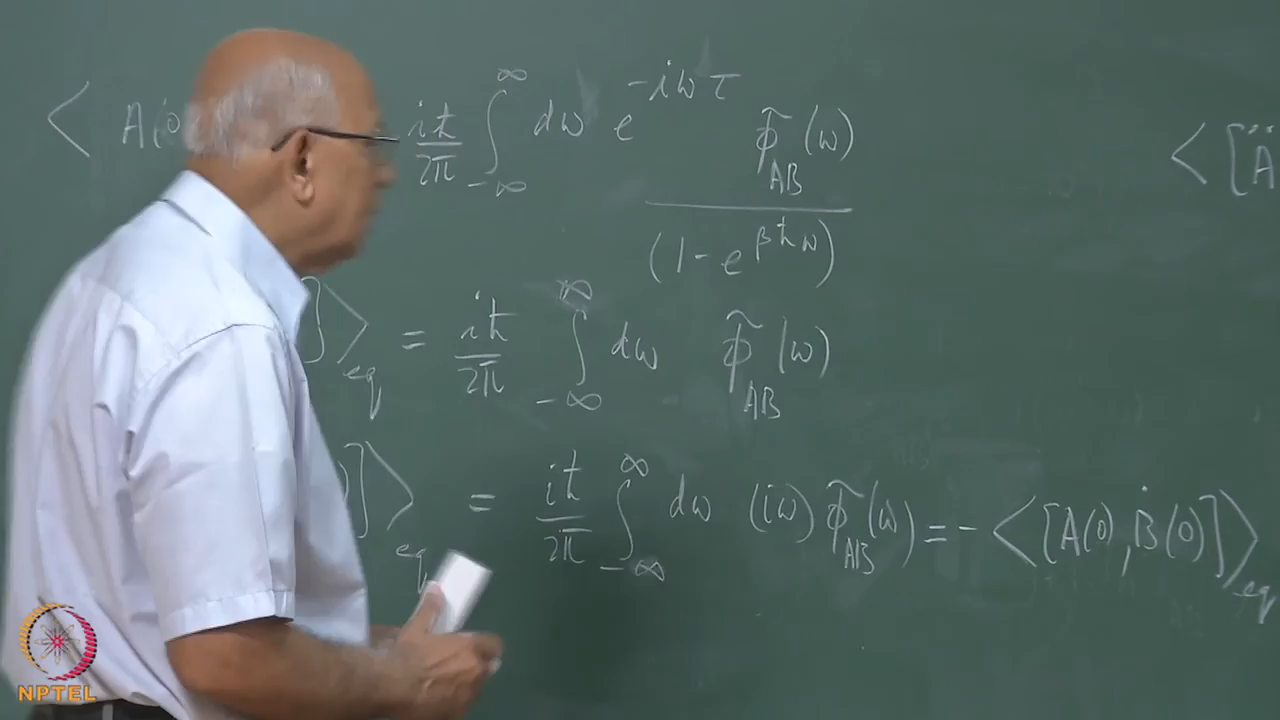 < A(0 iħ/2π ∫_{-∞}^{∞} dω e^{-iωτ} φ̃_AB(ω) / (1 - e^{βħω})
< [Ä
]>_eq = iħ/2π ∫_{-∞}^{∞} dω φ̃_AB(ω)
)]>_eq = iħ/2π ∫_{-∞}^{∞} dω (iω) φ̃_AB(ω) = - <[A(0), Ḃ(0)]>_eq
NPTEL